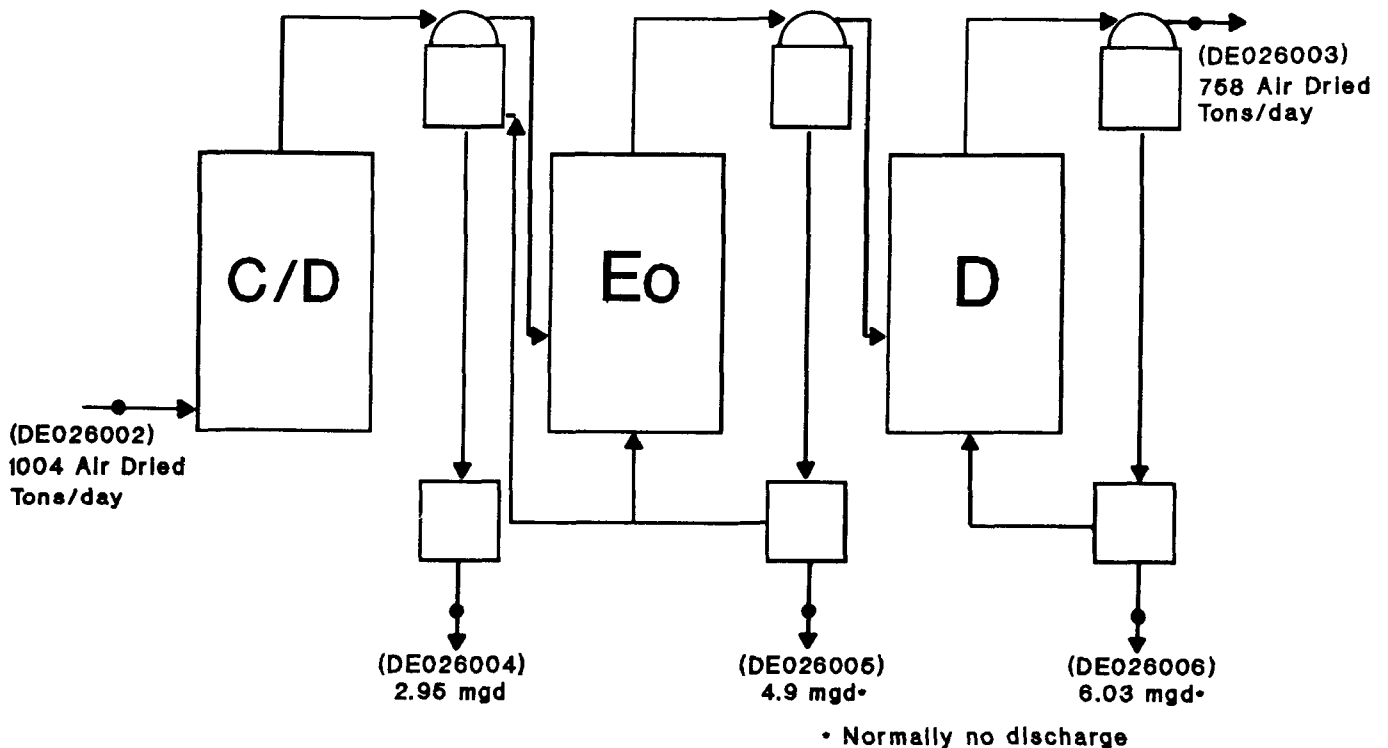 C/D
Eo
D
(DE026003)
758 Air Dried
Tons/day
(DE026002)
1004 Air Dried
Tons/day
(DE026004)
2.95 mgd
(DE026005)
4.9 mgd*
(DE026006)
6.03 mgd*
* Normally no discharge